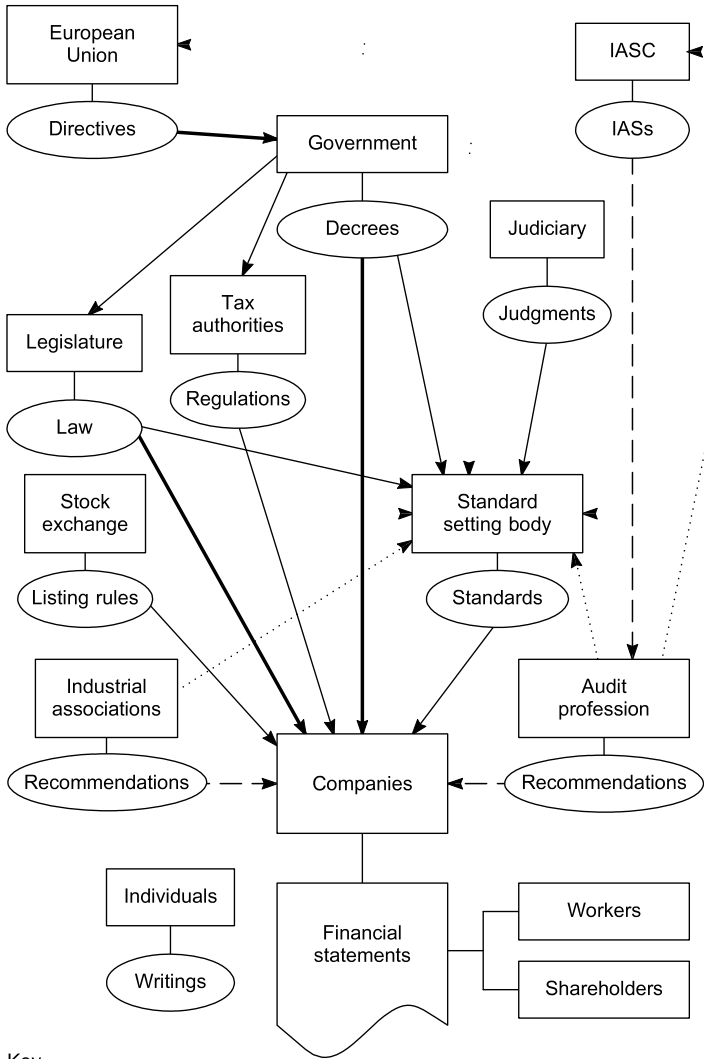 European
Union
IASC
Directives
IASs
Government
Decrees
Judiciary
Tax
authorities
Judgments
Legislature
Regulations
Law
Stock
exchange
Standard
setting body
Listing rules
Standards
Industrial
associations
Audit
profession
Recommendations
Companies
Recommendations
Individuals
Workers
Financial
statements
Writings
Shareholders